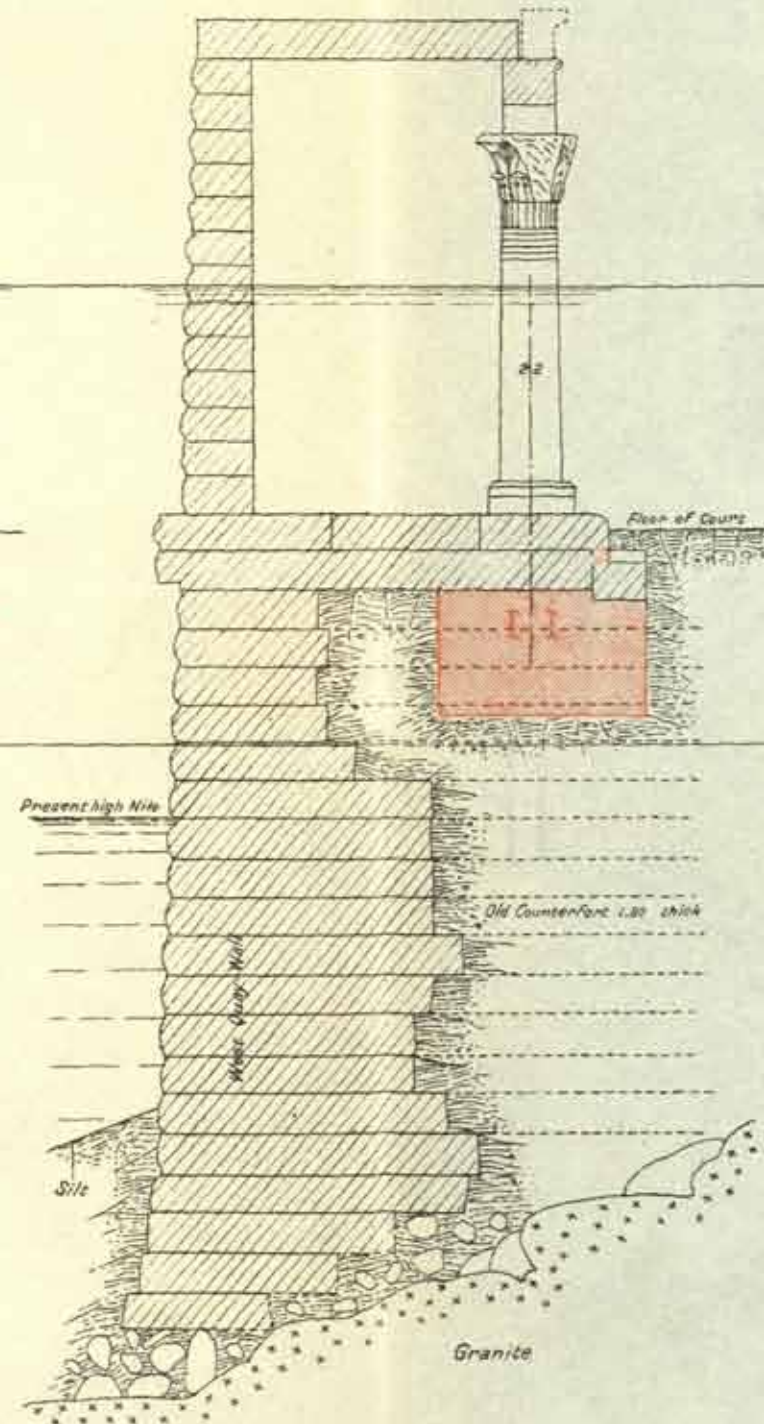 22
Floor of Court
Present high Nile
Old Counterfort 1.80 thick
West Quay Wall
Silt
Granite